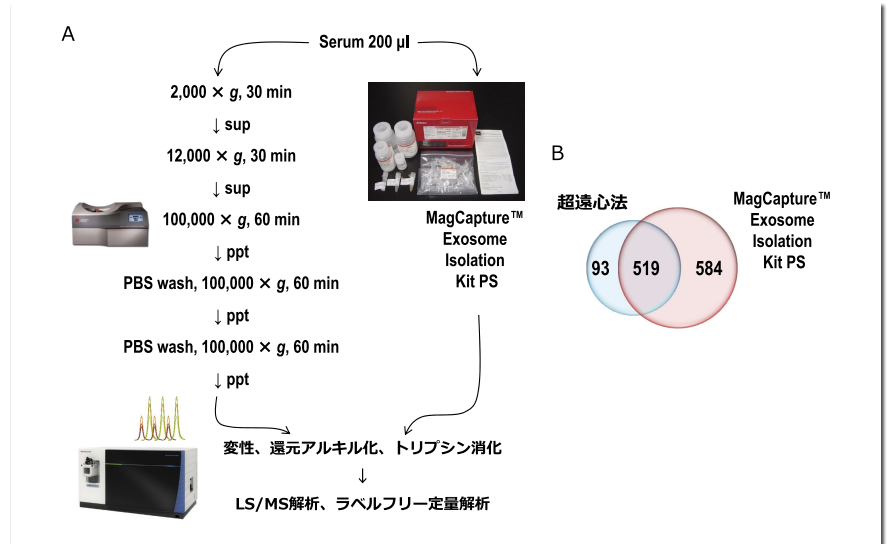 A
Serum 200 µl
2,000 × g, 30 min
↓ sup
12,000 × g, 30 min
↓ sup
100,000 × g, 60 min
↓ ppt
PBS wash, 100,000 × g, 60 min
↓ ppt
PBS wash, 100,000 × g, 60 min
↓ ppt
MagCapture™
Exosome
Isolation
Kit PS
変性、還元アルキル化、トリプシン消化
↓
LS/MS解析、ラベルフリー定量解析
B
超遠心法
MagCapture™
Exosome
Isolation
Kit PS
93
519
584